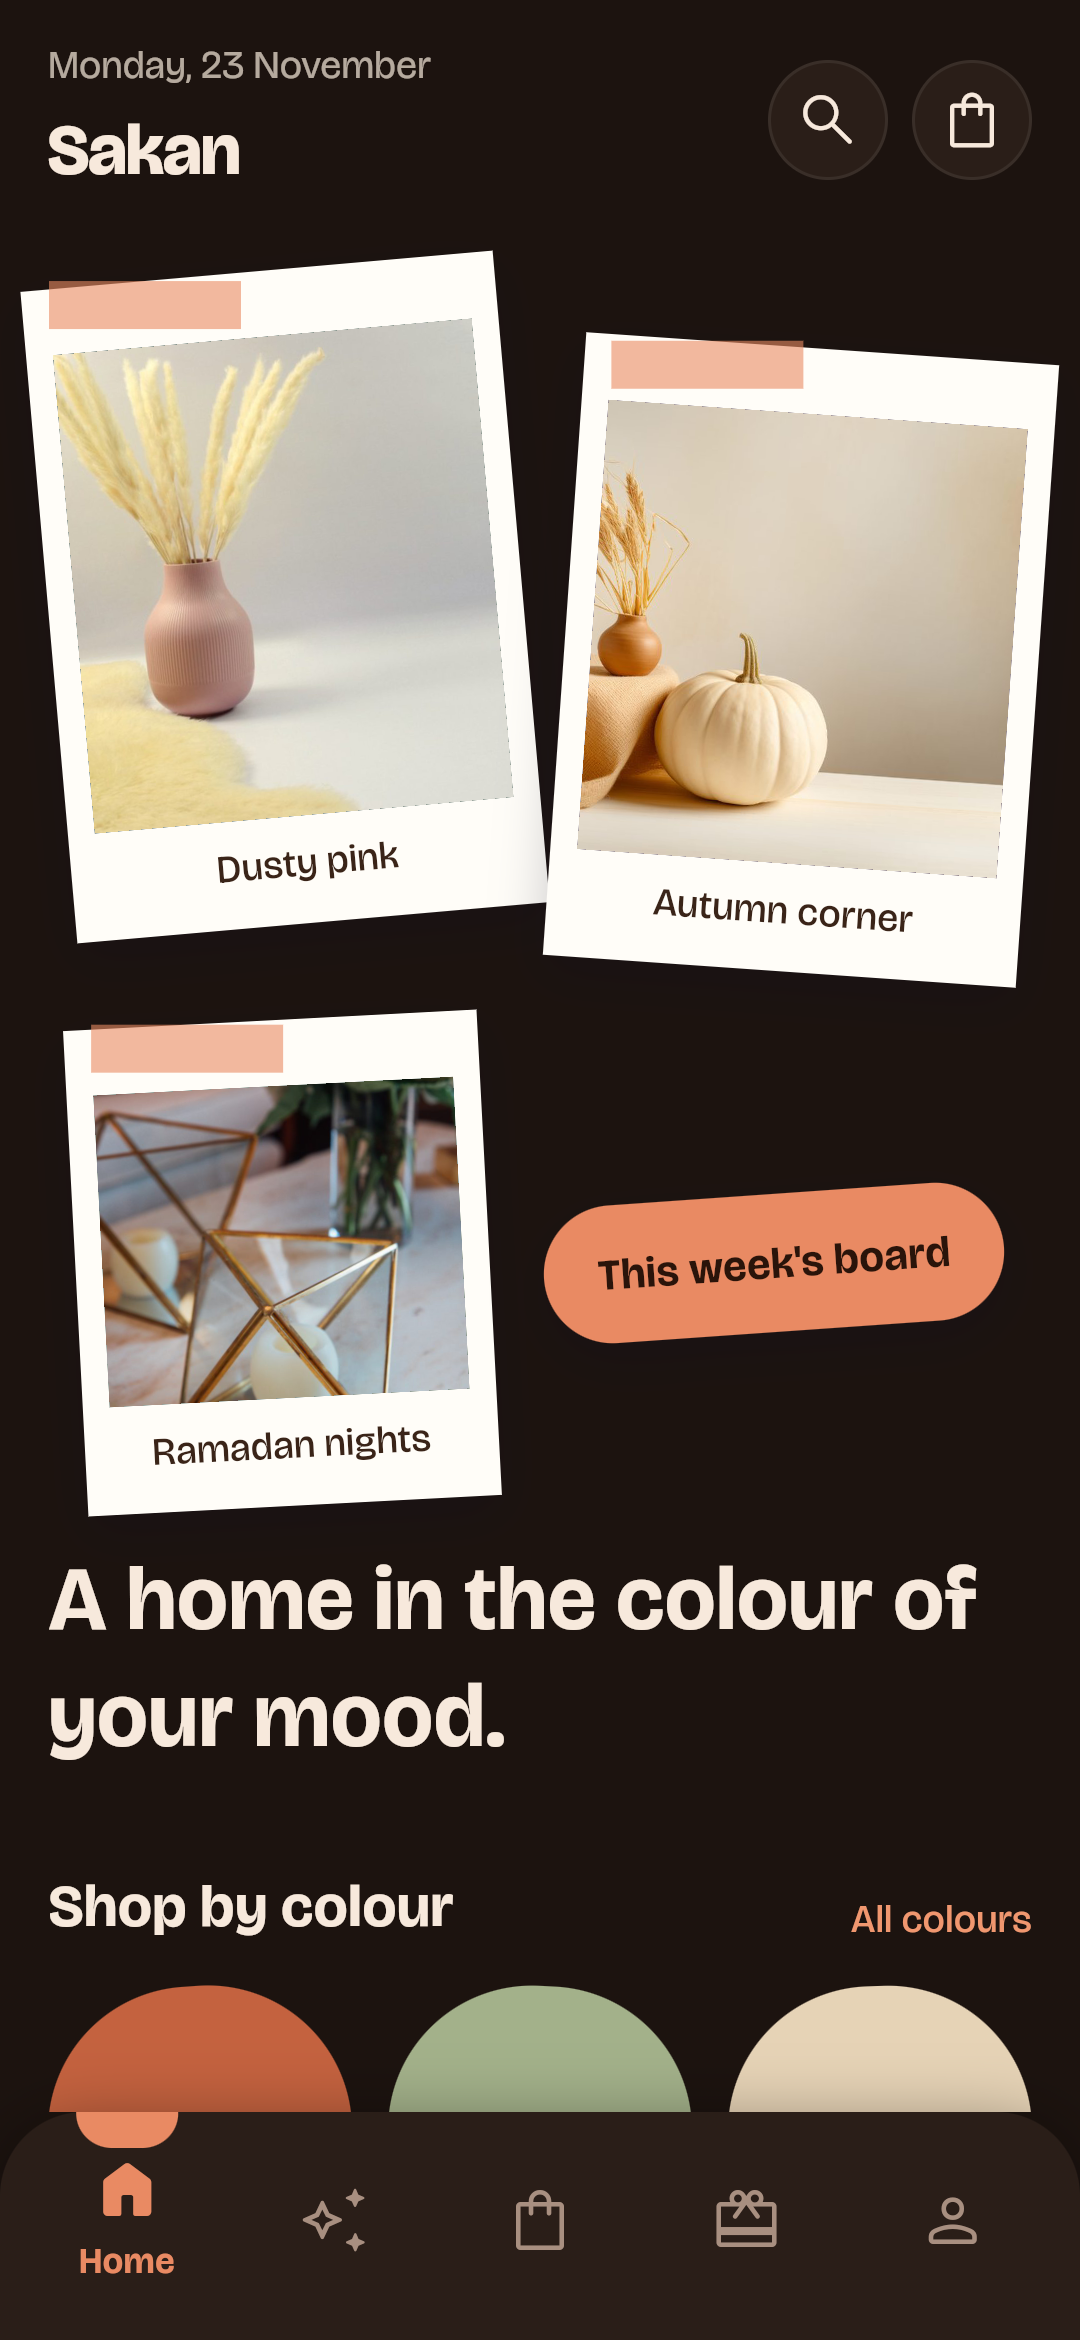 Monday, 23 November
Sakan
Dusty pink
Autumn corner
Ramadan nights
This week's board
A home in the colour of
your mood.
Shop by colour
All colours
Home